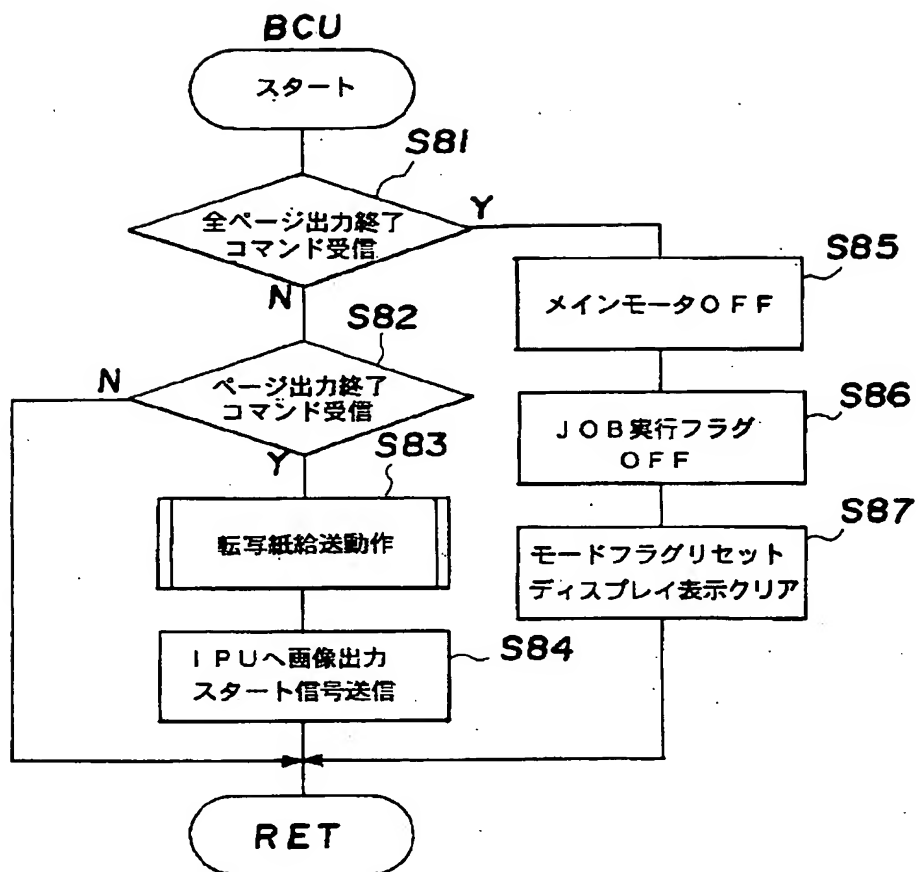 BCU
スタート
S81
全ページ出力終了
コマンド受信
Y
N
S82
ページ出力終了
コマンド受信
N
Y
S83
転写紙給送動作
IPUへ画像出力
スタート信号送信
S84
S85
メインモータOFF
S86
JOB実行フラグ
OFF
S87
モードフラグリセット
ディスプレイ表示クリア
RET